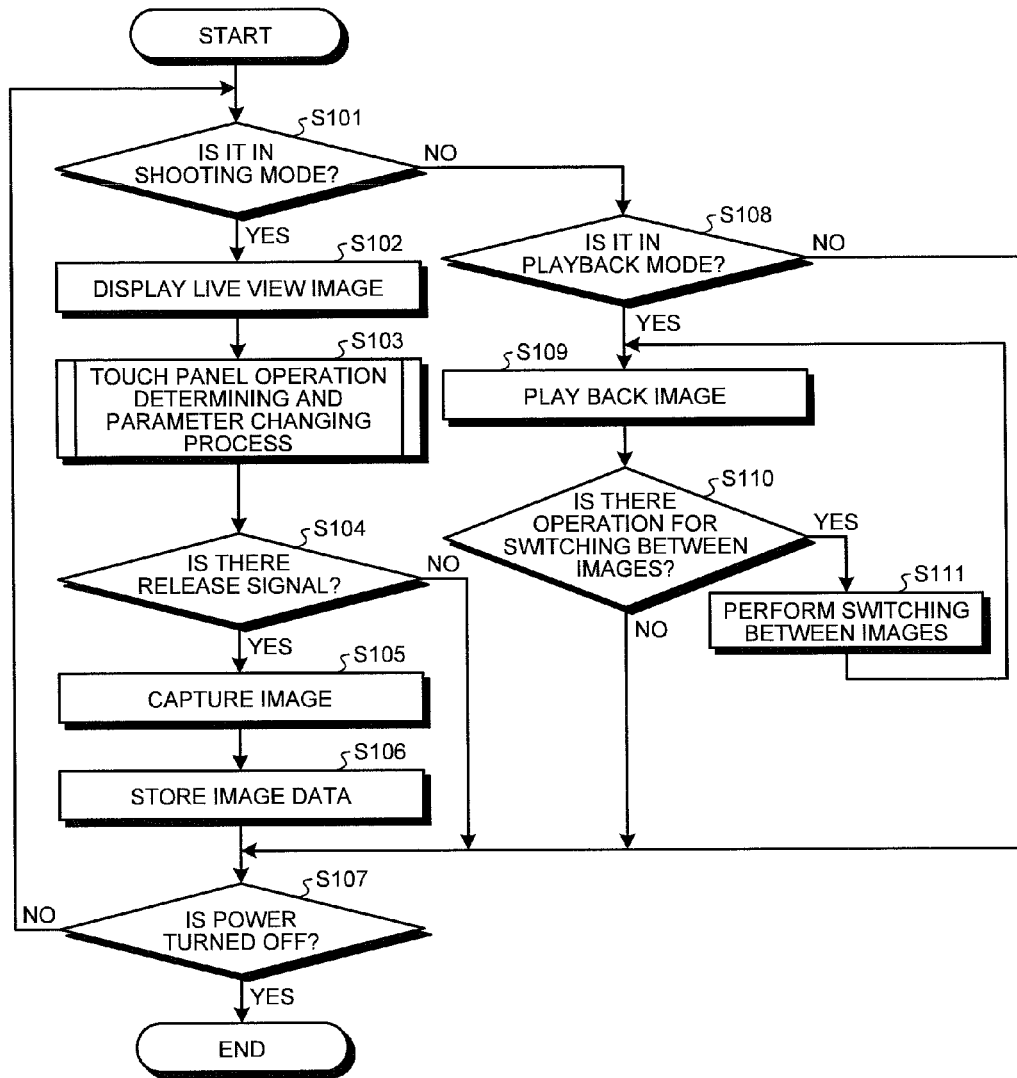 START
S101
IS IT IN
SHOOTING MODE?
NO
YES
S102
DISPLAY LIVE VIEW IMAGE
S103
TOUCH PANEL OPERATION
DETERMINING AND
PARAMETER CHANGING
PROCESS
S104
IS THERE
RELEASE SIGNAL?
NO
YES
S105
CAPTURE IMAGE
S106
STORE IMAGE DATA
S107
NO
IS POWER
TURNED OFF?
YES
END
S108
IS IT IN
PLAYBACK MODE?
NO
YES
S109
PLAY BACK IMAGE
S110
IS THERE
OPERATION FOR
SWITCHING BETWEEN
IMAGES?
YES
NO
S111
PERFORM SWITCHING
BETWEEN IMAGES